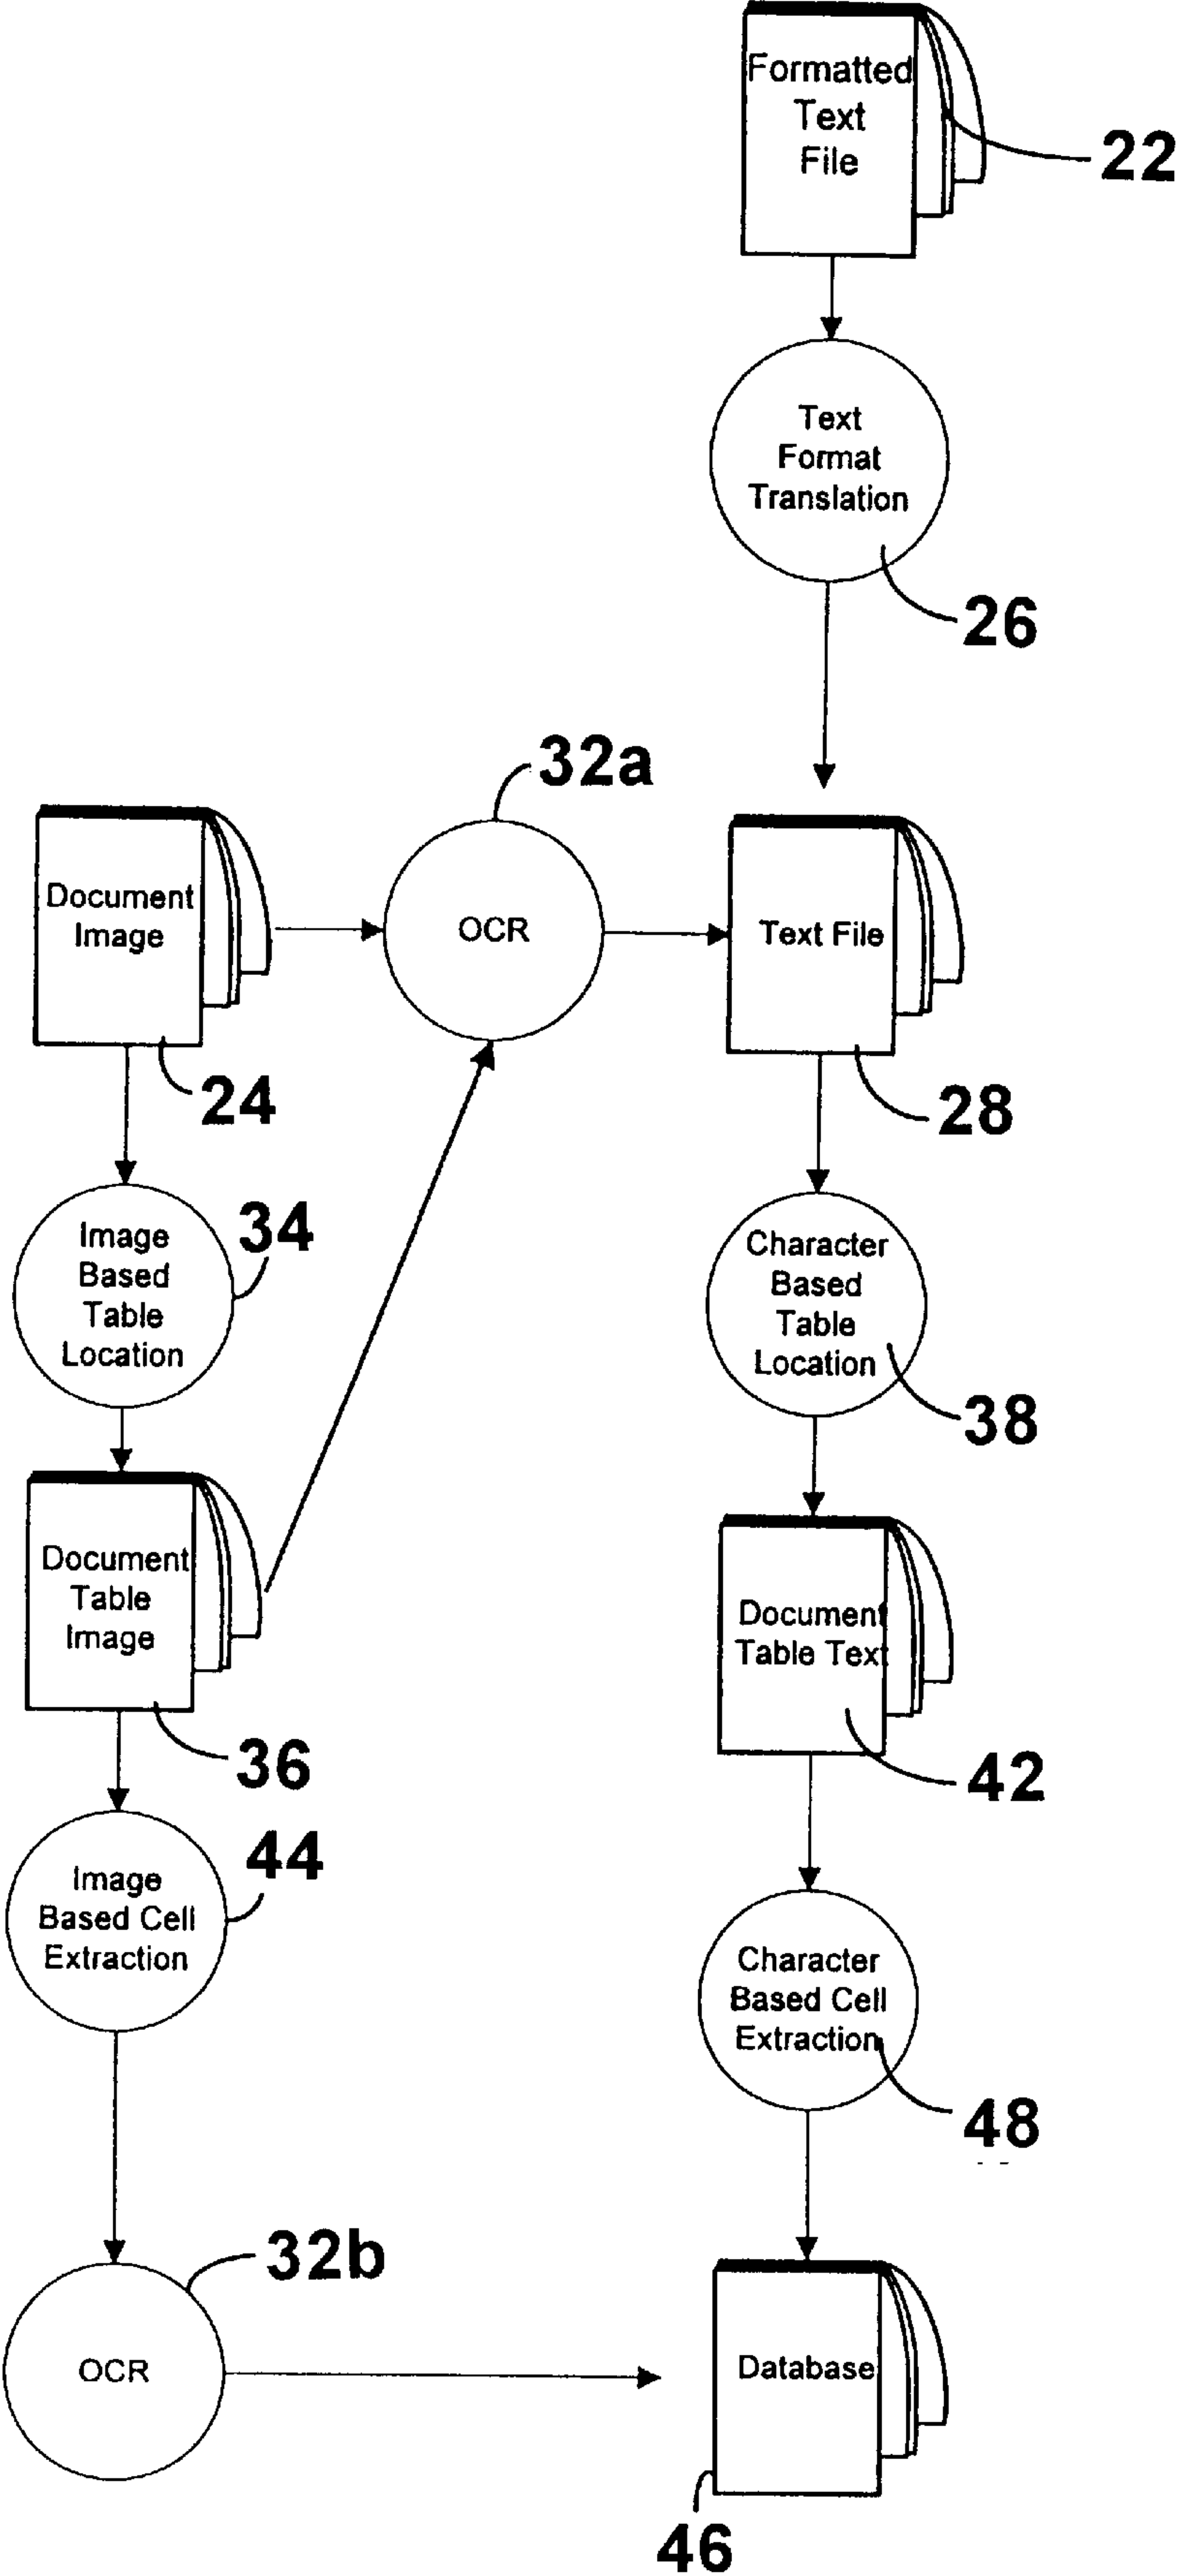 Formatted
Text
File
22
Text
Format
Translation
26
32a
Document
Image
OCR
Text File
24
28
Image
Based
Table
Location
34
Character
Based
Table
Location
38
Document
Table
Image
36
Document
Table Text
42
Image
Based Cell
Extraction
44
Character
Based Cell
Extraction
48
32b
OCR
Database
46